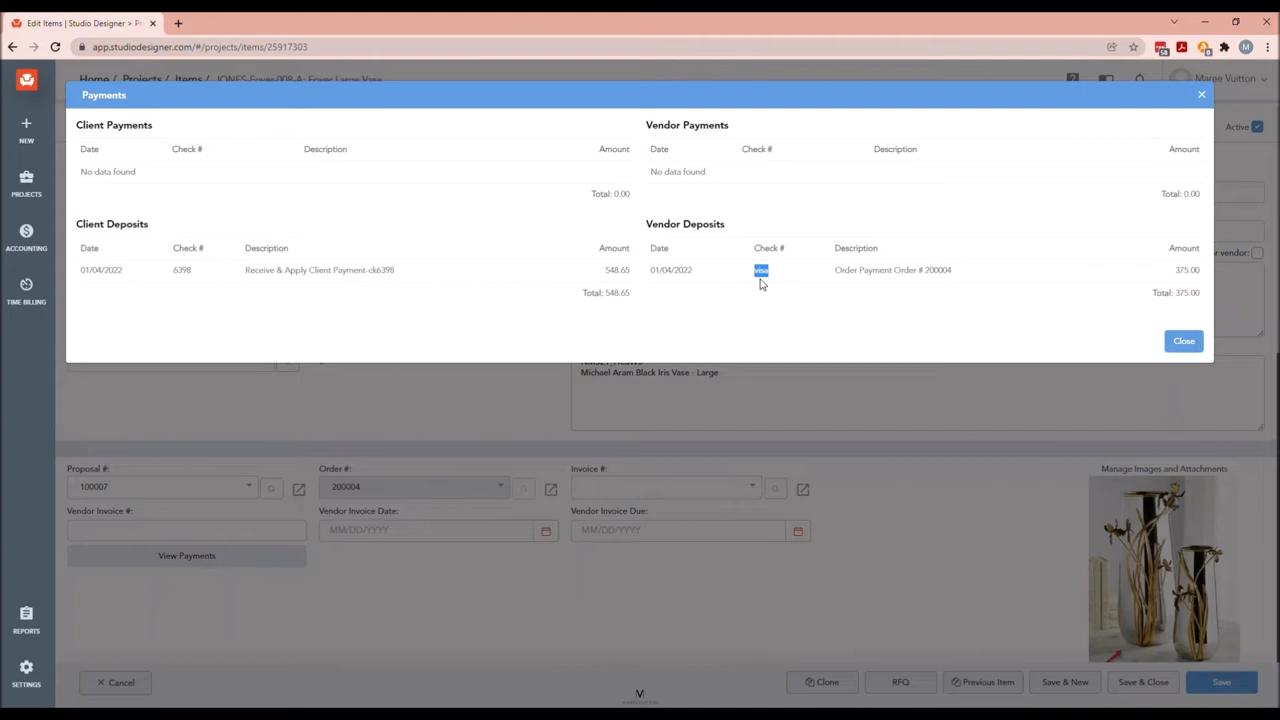 Edit Items | Studio Designer > Pr
app.studiodesigner.com/#/projects/items/25917303
58
0
M
Home / Projects / Items / JONES-Foyer-008-A: Foyer Large Vase
Maree Vuitton
Payments
Active
NEW
PROJECTS
ACCOUNTING
TIME BILLING
REPORTS
SETTINGS
Client Payments
Date Check # Description Amount
No data found
Total: 0.00
Vendor Payments
Date Check # Description Amount
No data found
Total: 0.00
Client Deposits
Date Check # Description Amount
01/04/2022 6398 Receive & Apply Client Payment-ck6398 548.65
Total: 548.65
Vendor Deposits
Date Check # Description Amount
01/04/2022 visa Order Payment Order # 200004 375.00
Total: 375.00
r vendor:
Close
Michael Aram Black Iris Vase - Large
Proposal #: Order #: Invoice #:
100007 200004
Vendor Invoice #: Vendor Invoice Date: Vendor Invoice Due:
MM/DD/YYYY MM/DD/YYYY
View Payments
Manage Images and Attachments
Cancel
Clone
RFQ
Previous Item
Save & New
Save & Close
Save
M